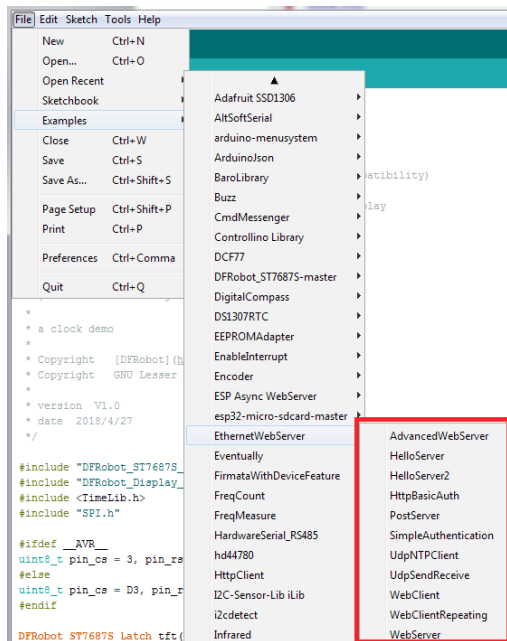 File Edit Sketch Tools Help
New Ctrl+N
Open... Ctrl+O
Open Recent
Sketchbook
Examples
Close Ctrl+W
Save Ctrl+S
Save As... Ctrl+Shift+S
Page Setup Ctrl+Shift+P
Print Ctrl+P
Preferences Ctrl+Comma
Quit Ctrl+Q
Adafruit SSD1306
AltSoftSerial
arduino-menusystem
ArduinoJson
BaroLibrary
Buzz
CmdMessenger
Controllino Library
DCF77
DFRobot_ST7687S-master
DigitalCompass
DS1307RTC
EEPROMAdapter
EnableInterrupt
Encoder
ESP Async WebServer
esp32-micro-sdcard-master
EthernetWebServer
Eventually
FirmataWithDeviceFeature
FreqCount
FreqMeasure
HardwareSerial_RS485
hd44780
HttpClient
I2C-Sensor-Lib iLib
i2cdetect
Infrared
AdvancedWebServer
HelloServer
HelloServer2
HttpBasicAuth
PostServer
SimpleAuthentication
UdpNTPClient
UdpSendReceive
WebClient
WebClientRepeating
WebServer
atibility)
lay
*
* a clock demo
*
* Copyright [DFRobot](h
* Copyright GNU Lesser
*
* version V1.0
* date 2018/4/27
*/
#include "DFRobot_ST7687S_
#include "DFRobot_Display_
#include <TimeLib.h>
#include "SPI.h"
#ifdef __AVR__
uint8_t pin_cs = 3, pin_rs
#else
uint8_t pin_cs = D3, pin_r
#endif
DFRobot_ST7687S_Latch tft(